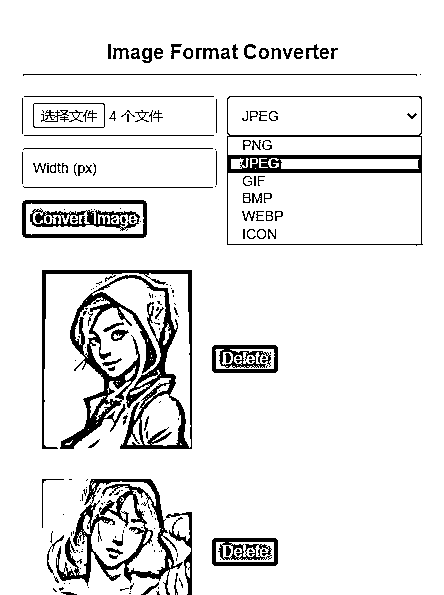 Image Format Converter
选择文件 4 个文件
JPEG
Width (px)
PNG
JPEG
GIF
BMP
WEBP
ICON
Convert Image
Delete
Delete